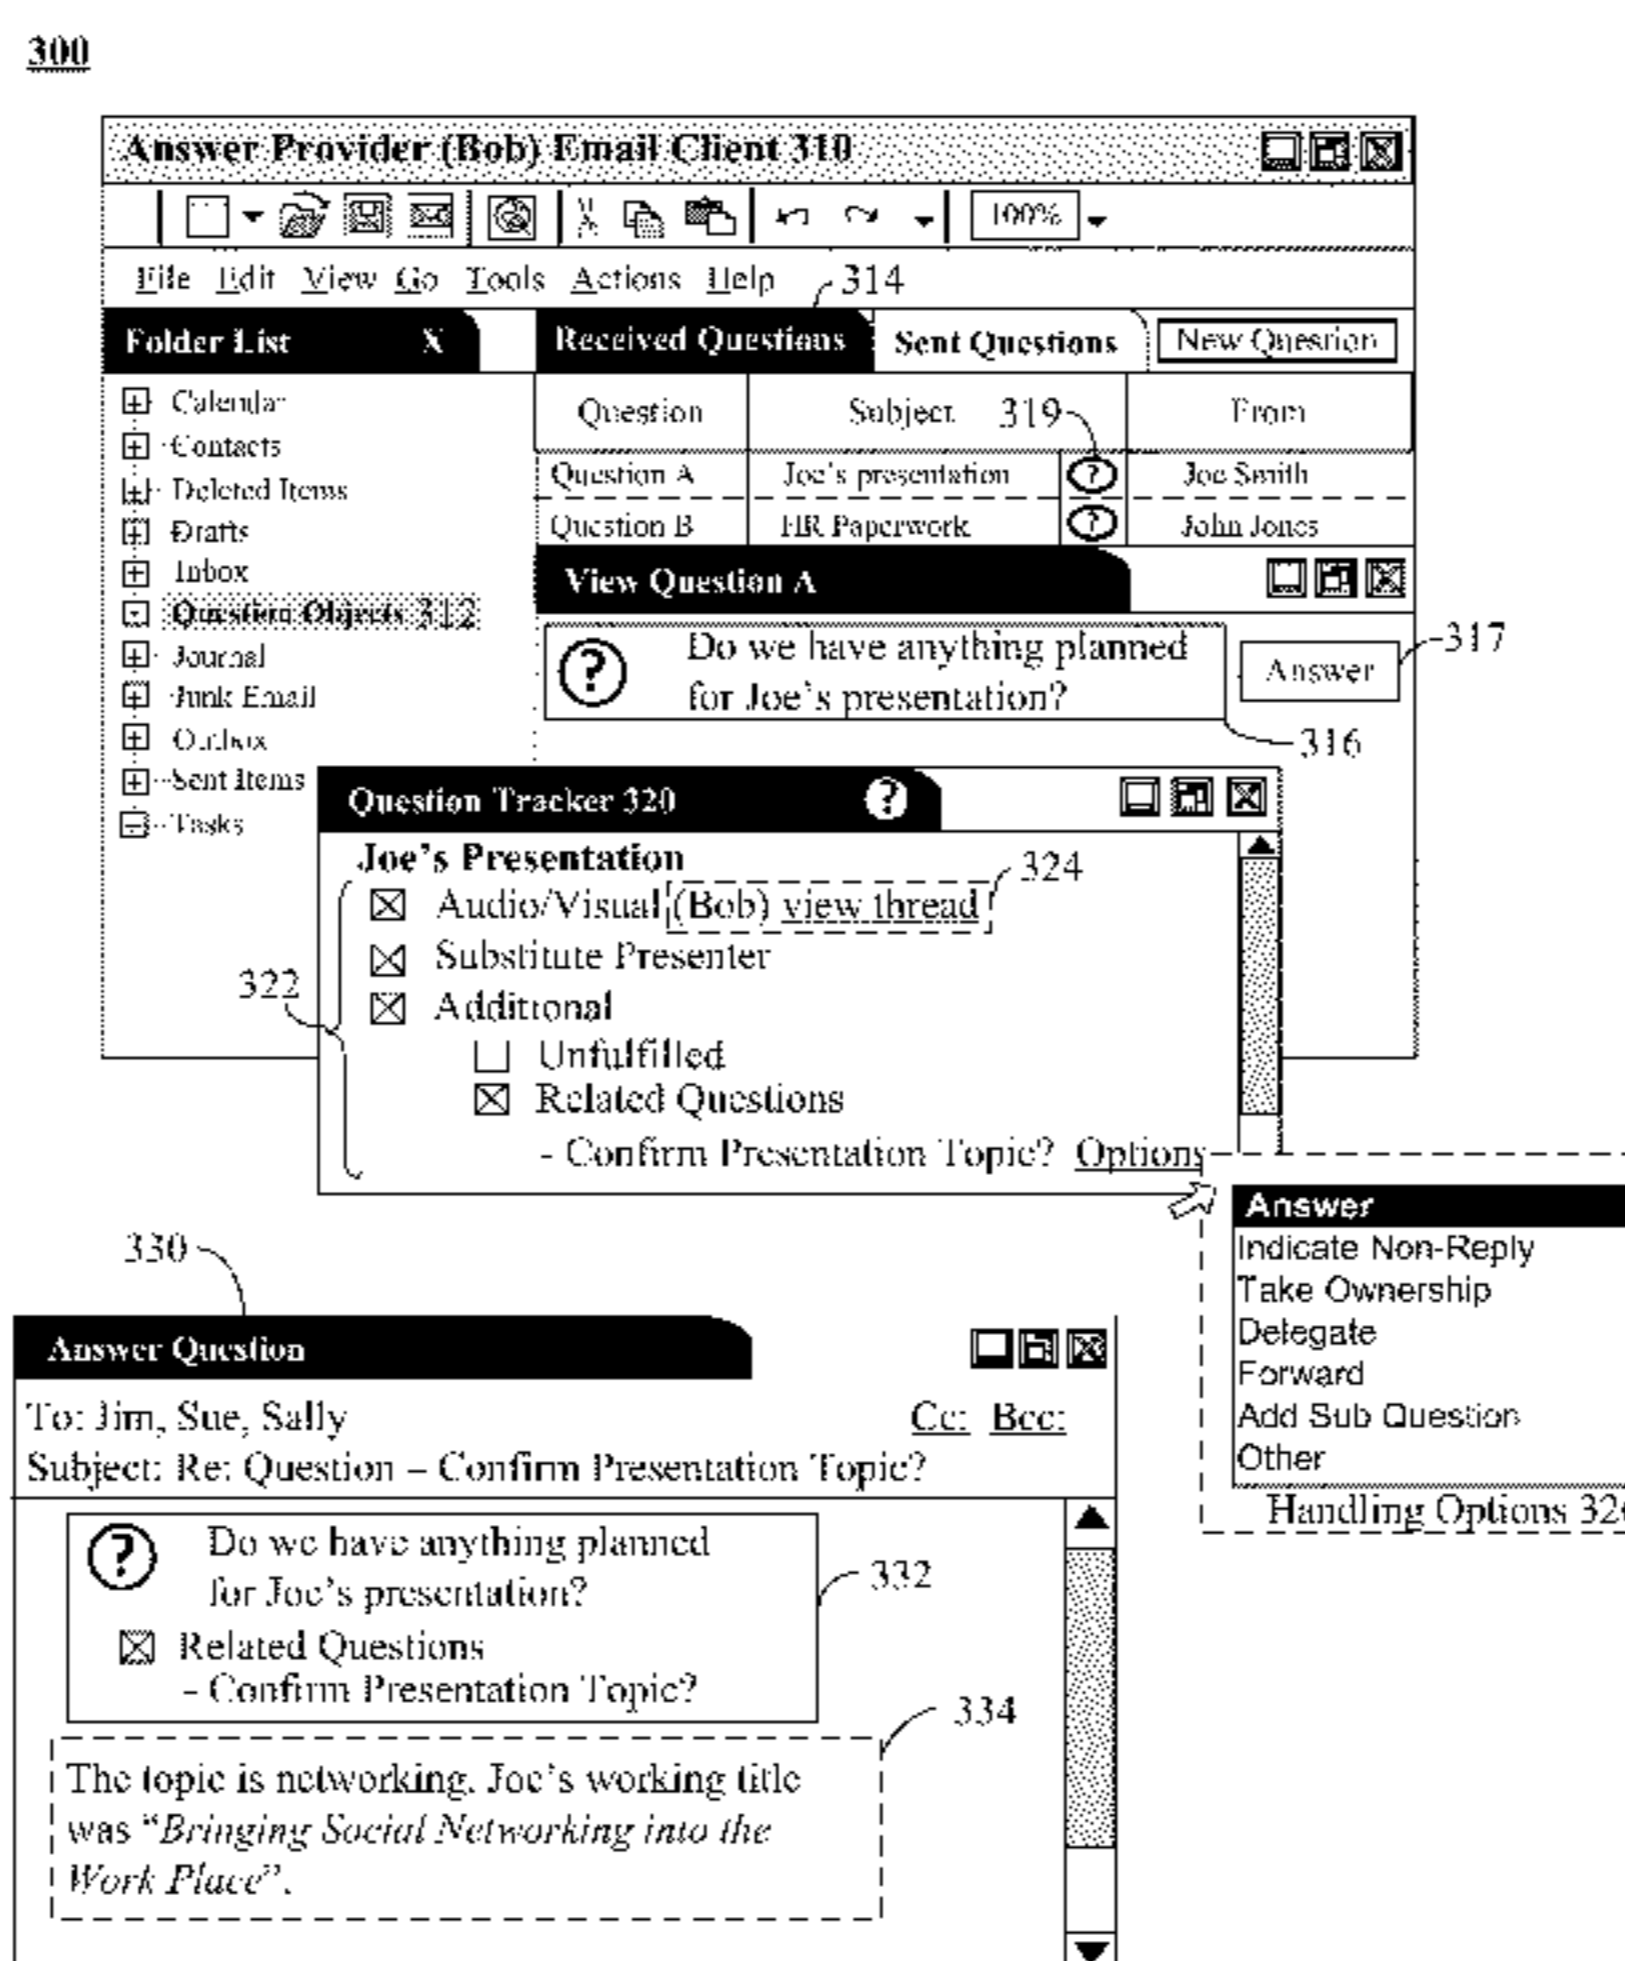 300
Answer Provider (Bob) Email Client 310
100%
File Edit View Go Tools Actions Help
314
Folder List X
Received Questions Sent Questions New Question
Question Subject 319 From
Question A Joe's presentation ? Joe Smith
Question B HR Paperwork ? John Jones
Calendar
Contacts
Deleted Items
Drafts
Inbox
Question Objects 312
Journal
Junk Email
Outbox
Sent Items
Tasks
View Question A
? Do we have anything planned
for Joe's presentation?
Answer
317
316
Question Tracker 320 ?
Joe's Presentation
Audio/Visual (Bob) view thread
324
Substitute Presenter
322
Additional
Unfulfilled
Related Questions
- Confirm Presentation Topic? Options
Answer
Indicate Non-Reply
Take Ownership
Delegate
Forward
Add Sub Question
Other
Handling Options
330
Answer Question
To: Jim, Sue, Sally Cc: Bcc:
Subject: Re: Question – Confirm Presentation Topic?
? Do we have anything planned
for Joe's presentation?
332
Related Questions
- Confirm Presentation Topic?
334
The topic is networking. Joe's working title
was “Bringing Social Networking into the
Work Place”.